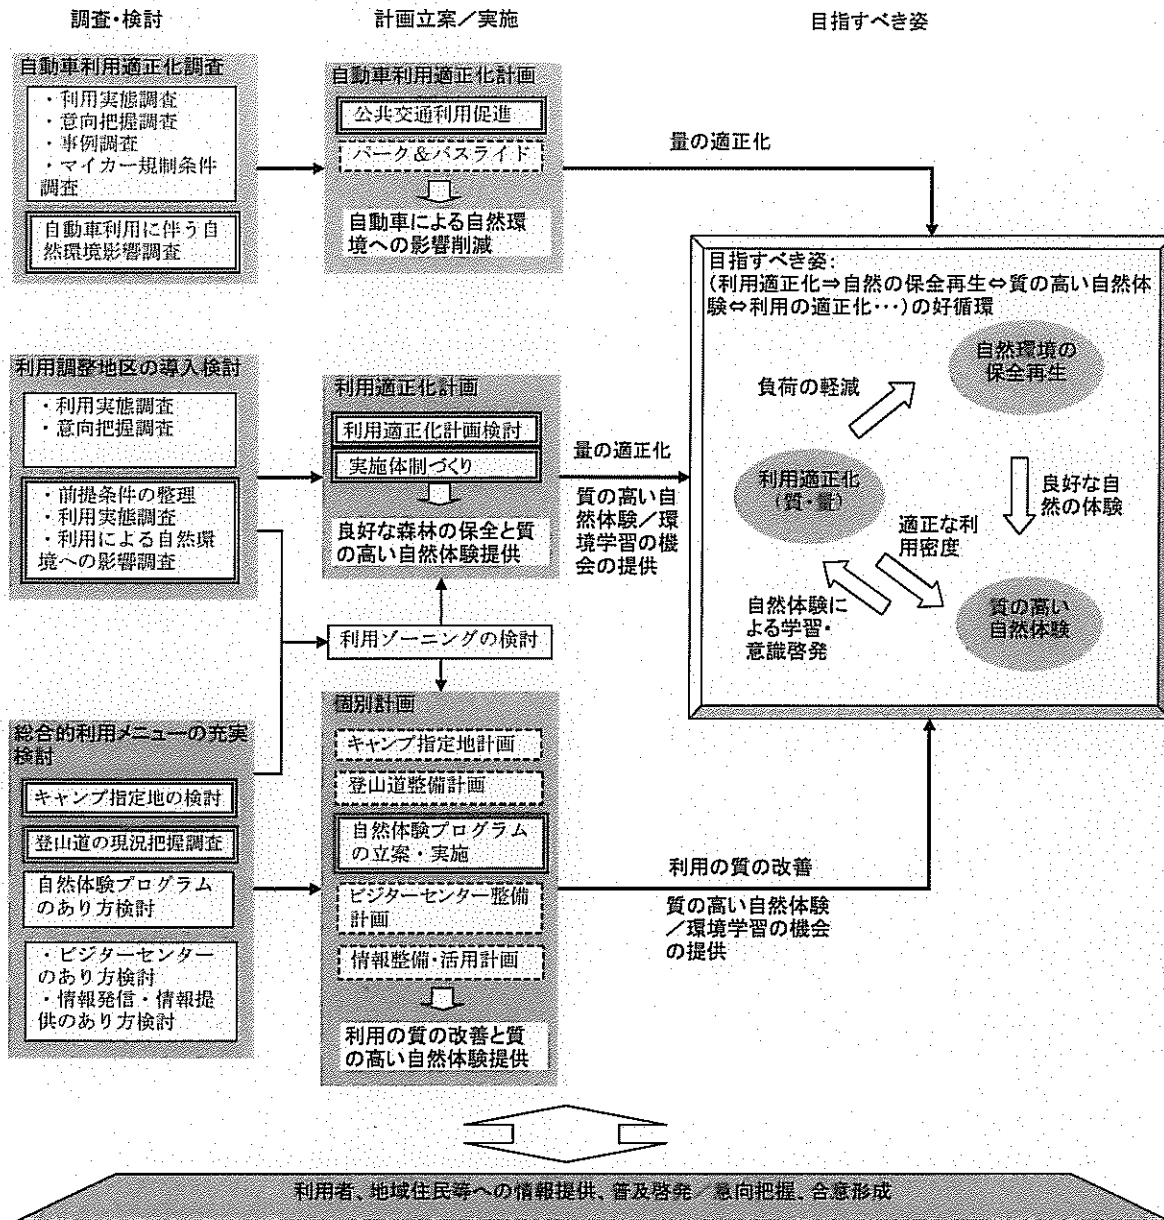 調査・検討
計画立案／実施
目指すべき姿
自動車利用適正化調査
・利用実態調査
・意向把握調査
・事例調査
・マイカー規制条件
調査
自動車利用に伴う自
然環境影響調査
自動車利用適正化計画
公共交通利用促進
パーク＆バスライド
自動車による自然環
境への影響削減
量の適正化
利用調整地区の導入検討
・利用実態調査
・意向把握調査
・前提条件の整理
・利用実態調査
・利用による自然環
境への影響調査
利用適正化計画
利用適正化計画検討
実施体制づくり
良好な森林の保全と質
の高い自然体験提供
量の適正化
質の高い自
然体験／環
境学習の機
会の提供
利用ゾーニングの検討
総合的利用メニューの充実
検討
キャンプ指定地の検討
登山道の現況把握調査
自然体験プログラム
のあり方検討
・ビジターセンター
のあり方検討
・情報発信・情報提
供のあり方検討
個別計画
キャンプ指定地計画
登山道整備計画
自然体験プログラム
の立案・実施
ビジターセンター整備
計画
情報整備・活用計画
利用の質の改善と質
の高い自然体験提供
利用の質の改善
質の高い自然体験
／環境学習の機会
の提供
目指すべき姿：
（利用適正化⇒自然の保全再生⇔質の高い自然体
験⇔利用の適正化・・・）の好循環
自然環境の
保全再生
負荷の軽減
利用適正化
（質・量）
良好な自
然の体験
適正な利
用密度
自然体験に
よる学習・
意識啓発
質の高い
自然体験
利用者、地域住民等への情報提供、普及啓発／意向把握、合意形成